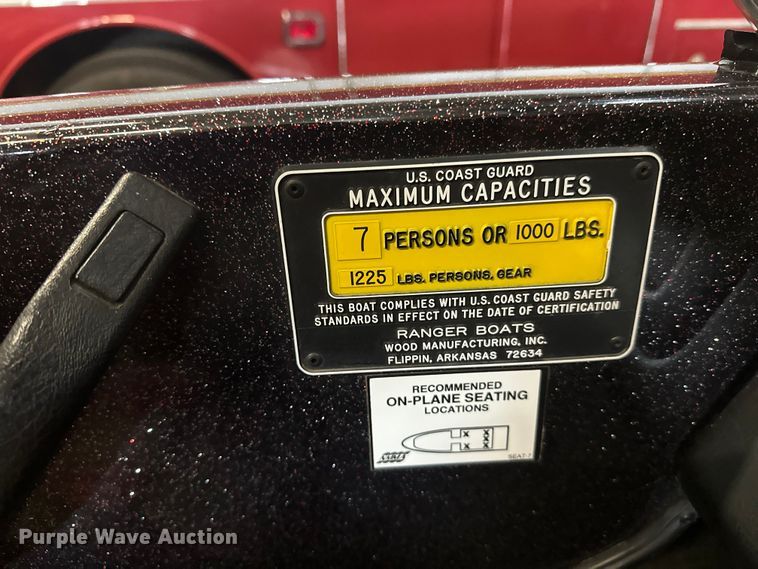 U.S. COAST GUARD
MAXIMUM CAPACITIES
7 PERSONS OR 1000 LBS.
1225 LBS. PERSONS, GEAR
THIS BOAT COMPLIES WITH U.S. COAST GUARD SAFETY
STANDARDS IN EFFECT ON THE DATE OF CERTIFICATION
RANGER BOATS
WOOD MANUFACTURING, INC.
FLIPPIN, ARKANSAS 72634
RECOMMENDED
ON-PLANE SEATING
LOCATIONS
SEAT-7
Purple Wave Auction